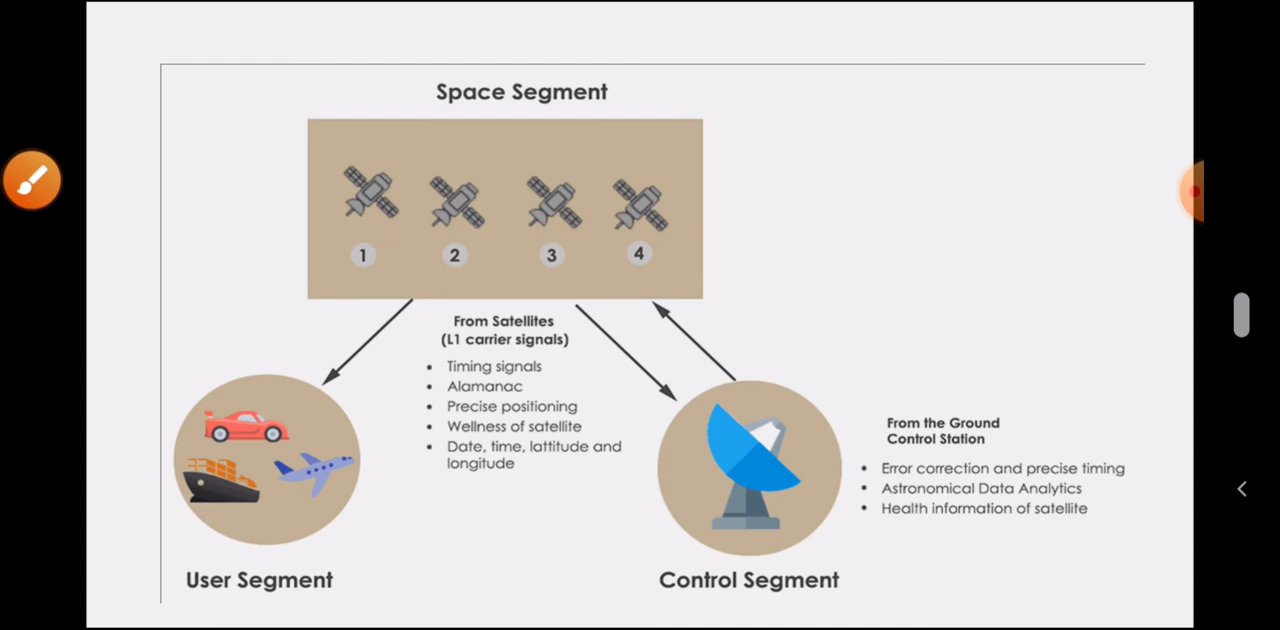 Space Segment
1
2
3
4
From Satellites
(L1 carrier signals)
• Timing signals
• Alamanac
• Precise positioning
• Wellness of satellite
• Date, time, lattitude and
longitude
From the Ground
Control Station
• Error correction and precise timing
• Astronomical Data Analytics
• Health information of satellite
User Segment
Control Segment